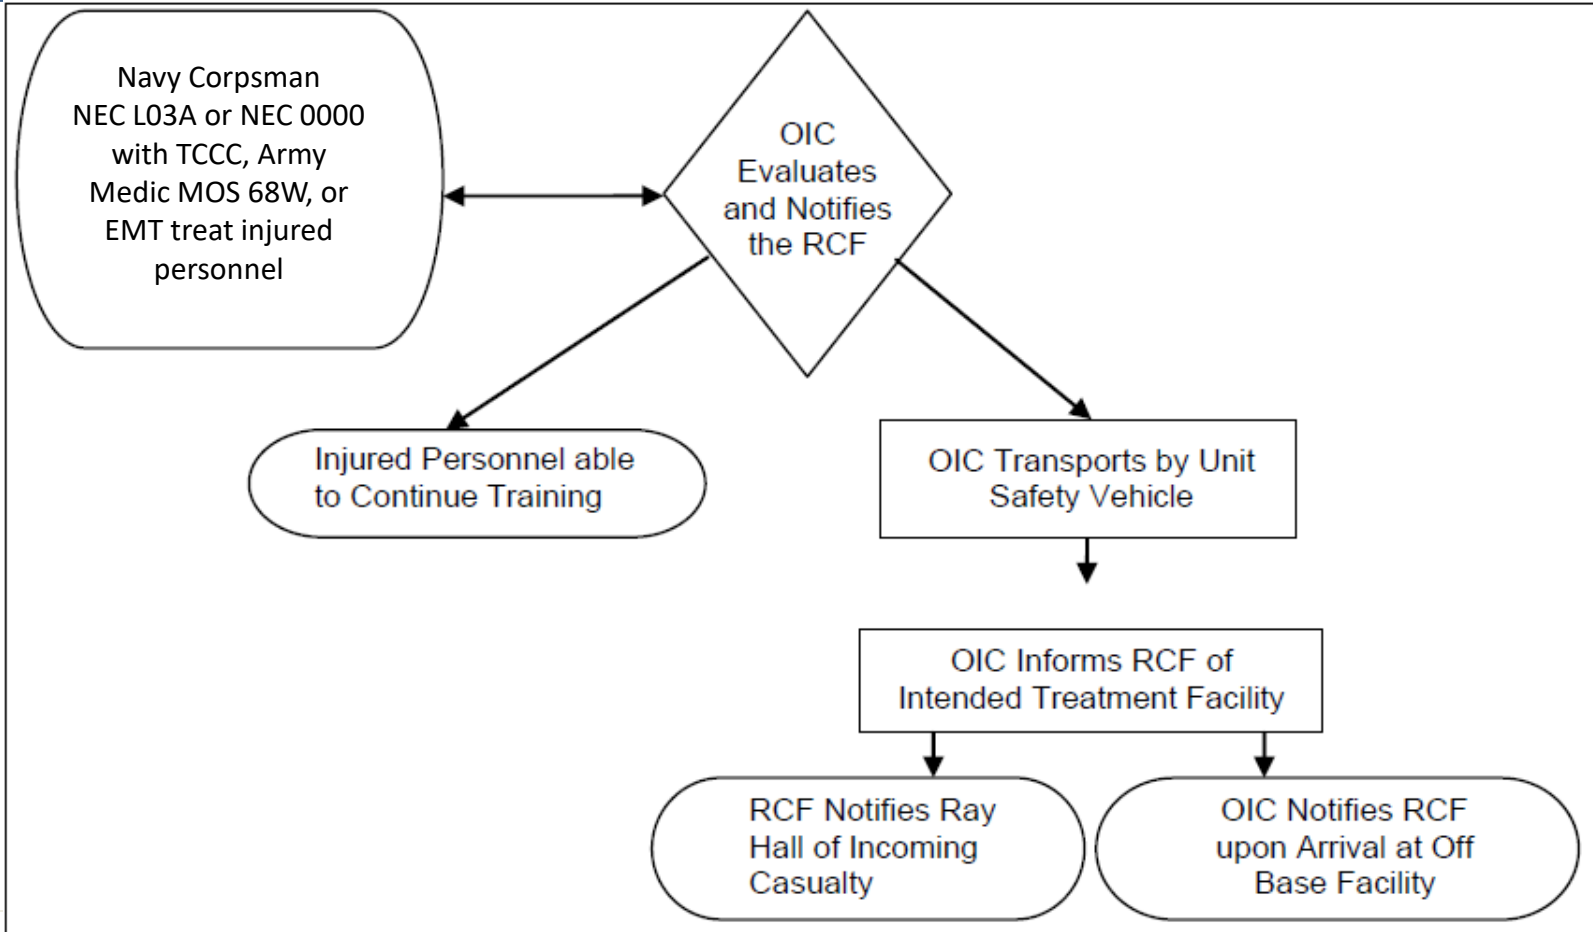 Navy Corpsman
NEC L03A or NEC 0000
with TCCC, Army
Medic MOS 68W, or
EMT treat injured
personnel
OIC
Evaluates
and Notifies
the RCF
Injured Personnel able
to Continue Training
OIC Transports by Unit
Safety Vehicle
OIC Informs RCF of
Intended Treatment Facility
RCF Notifies Ray
Hall of Incoming
Casualty
OIC Notifies RCF
upon Arrival at Off
Base Facility